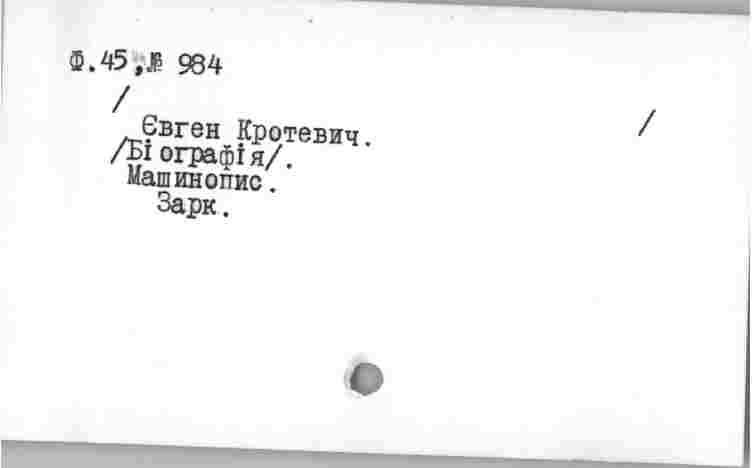 Ф.45,№ 984
/ /
Євген Кротевич.
/Біографія/.
Машинопис.
Зарк.